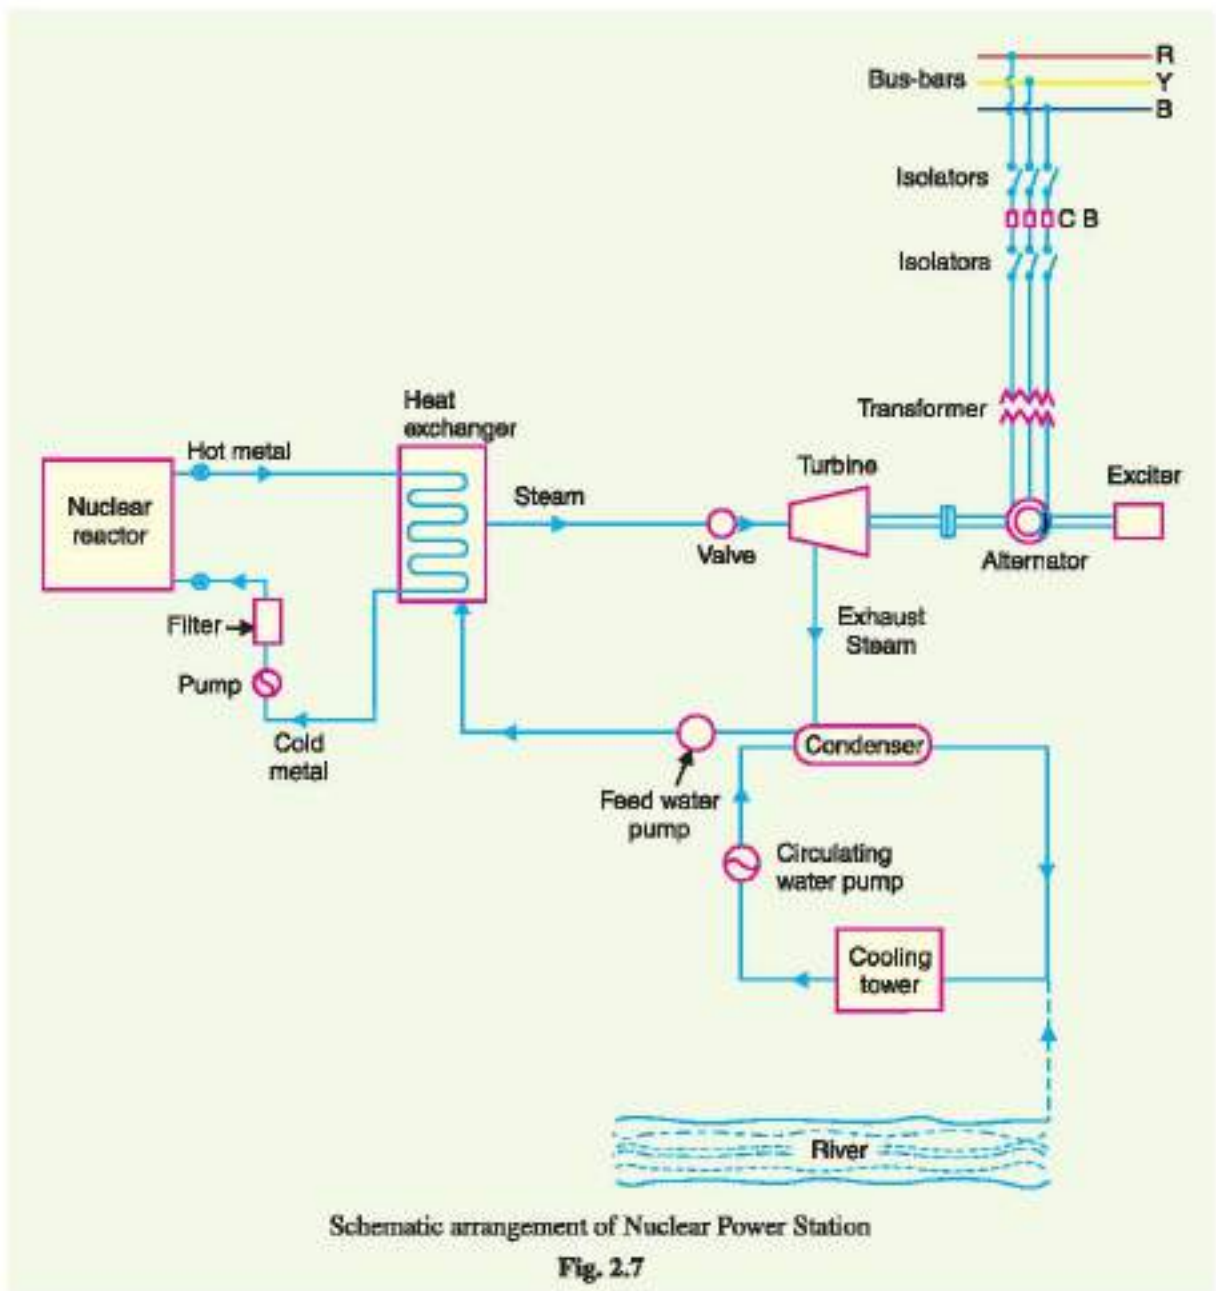 R
Bus-bars
Y
B
Isolators
C B
Isolators
Transformer
Heat
exchanger
Hot metal
Turbine
Exciter
Steam
Nuclear
reactor
Valve
Alternator
Filter
Exhaust
Steam
Pump
Cold
metal
Condenser
Feed water
pump
Circulating
water pump
Cooling
tower
River
Schematic arrangement of Nuclear Power Station
Fig. 2.7